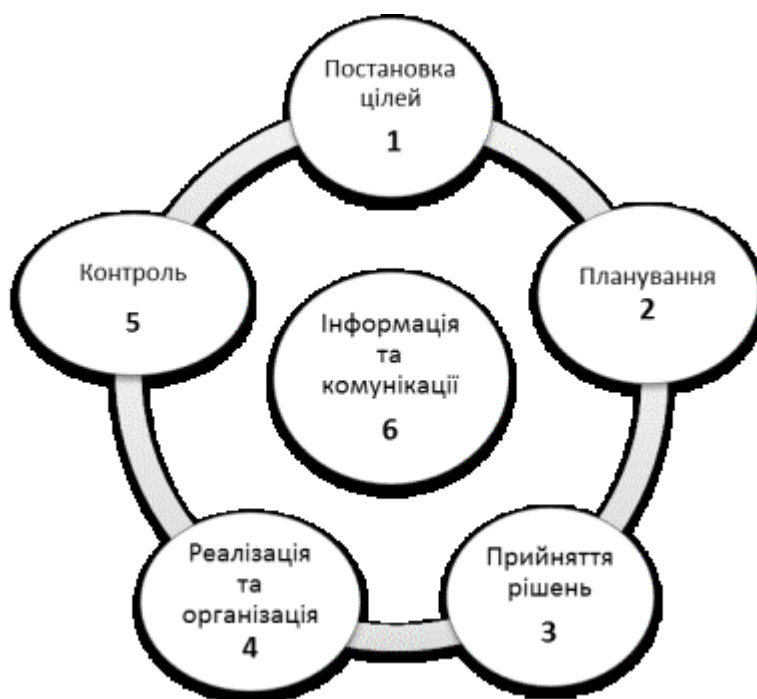 Постановка
цілей
1
Планування
2
Прийняття
рішень
3
Реалізація
та
організація
4
Контроль
5
Інформація
та
комунікації
6